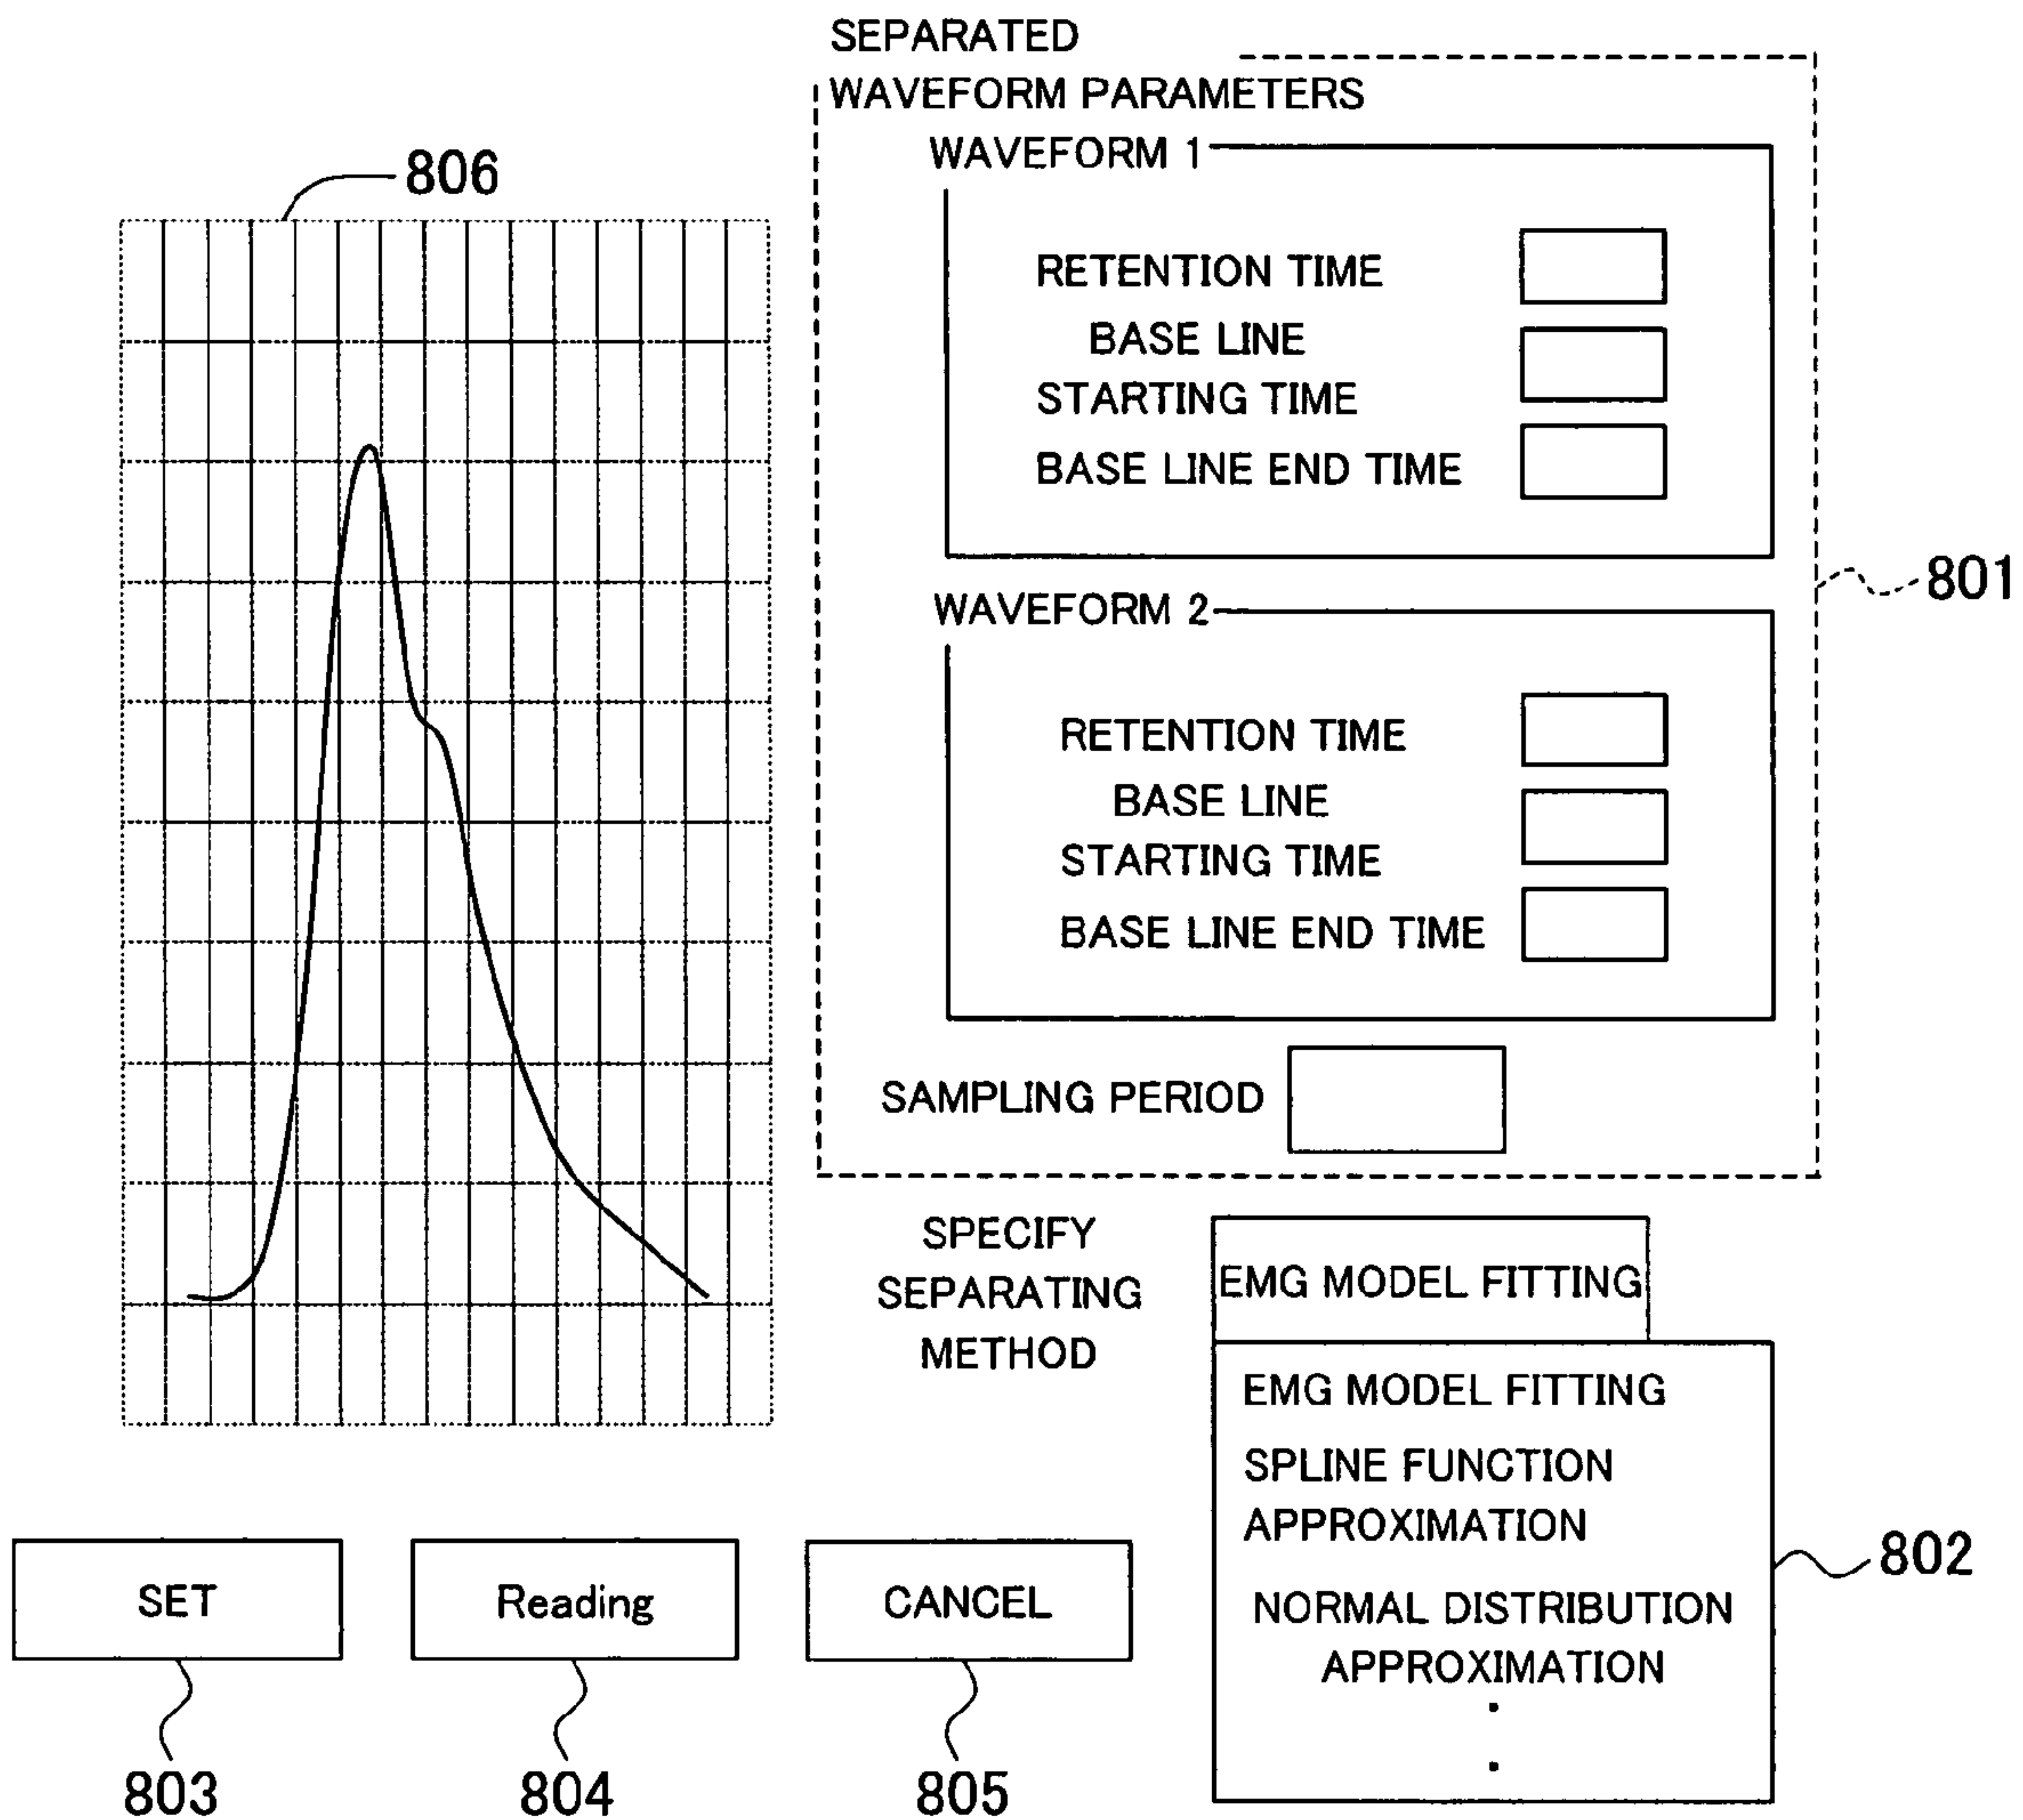 SEPARATED
WAVEFORM PARAMETERS
806
WAVEFORM 1
RETENTION TIME
BASE LINE
STARTING TIME
BASE LINE END TIME
801
WAVEFORM 2
RETENTION TIME
BASE LINE
STARTING TIME
BASE LINE END TIME
SAMPLING PERIOD
SPECIFY
SEPARATING
METHOD
EMG MODEL FITTING
EMG MODEL FITTING
SPLINE FUNCTION
APPROXIMATION
NORMAL DISTRIBUTION
APPROXIMATION
802
SET
Reading
CANCEL
803
804
805